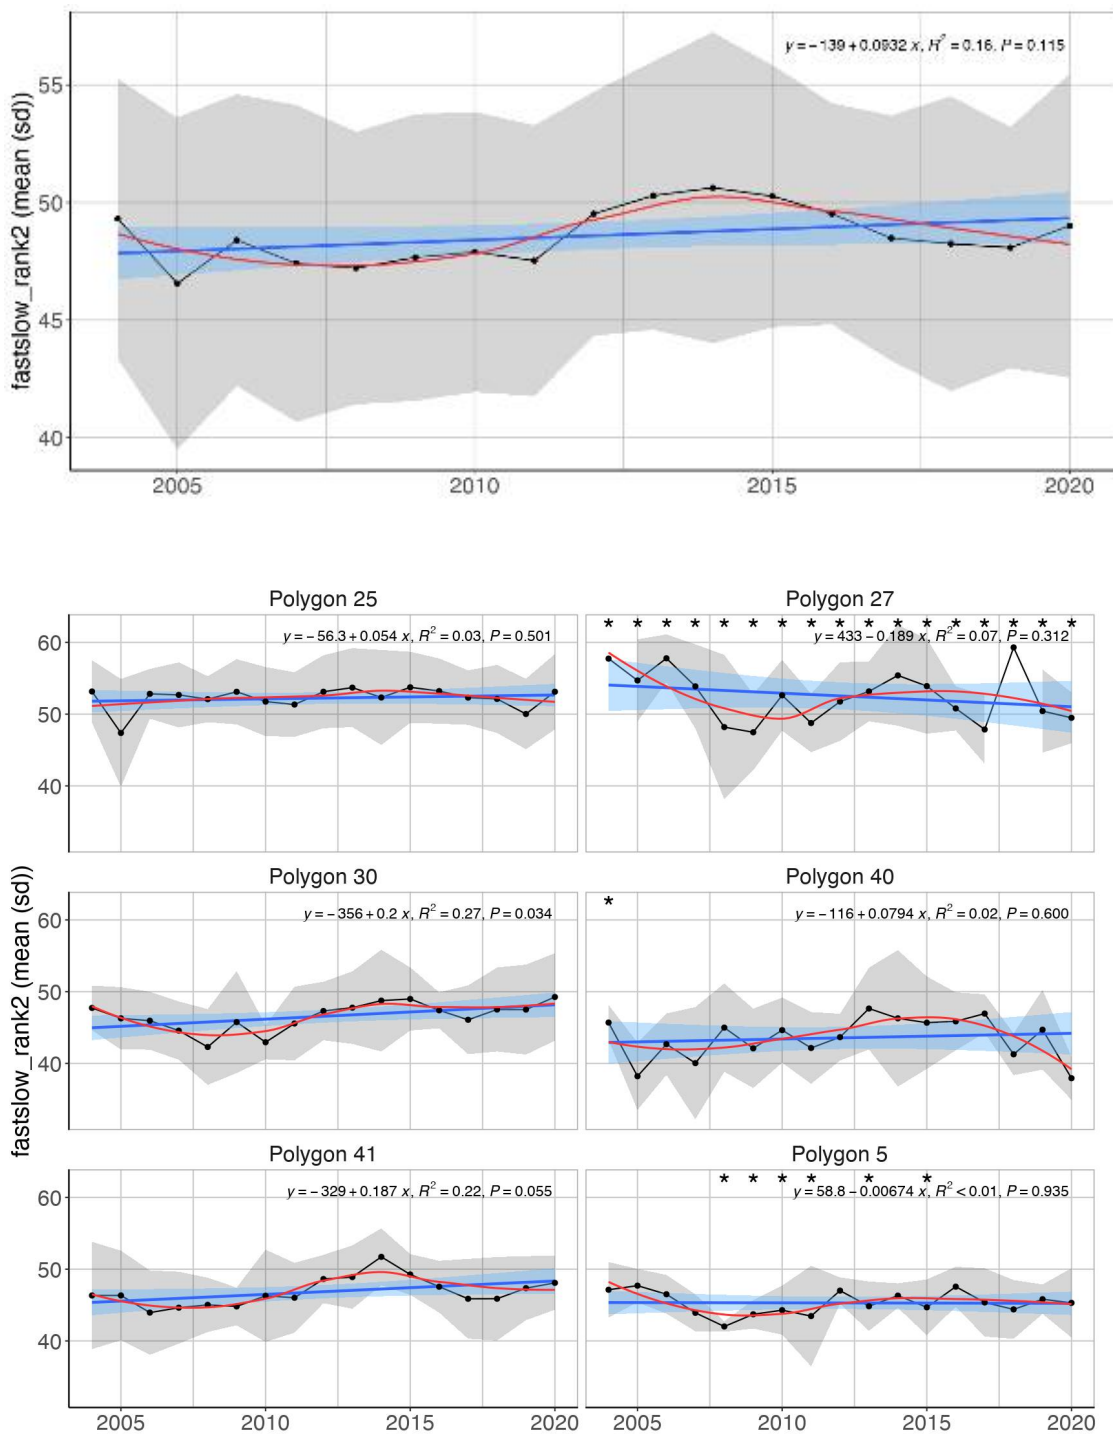 y = −139 + 0.0932 x, R² = 0.16, P = 0.115
fastslow_rank2 (mean (sd))
55
50
45
40
2005 2010 2015 2020
Polygon 25 Polygon 27
* * * * * * * * * * * * * * * * *
y = −56.3 + 0.054 x, R² = 0.03, P = 0.501 y = 433 − 0.189 x, R² = 0.07, P = 0.312
60
50
40
fastslow_rank2 (mean (sd))
Polygon 30 Polygon 40
*
y = −356 + 0.2 x, R² = 0.27, P = 0.034 y = −116 + 0.0794 x, R² = 0.02, P = 0.600
60
50
40
Polygon 41 Polygon 5
* * * * * *
y = −329 + 0.187 x, R² = 0.22, P = 0.055 y = 58.8 − 0.00674 x, R² < 0.01, P = 0.935
60
50
40
2005 2010 2015 2020 2005 2010 2015 2020